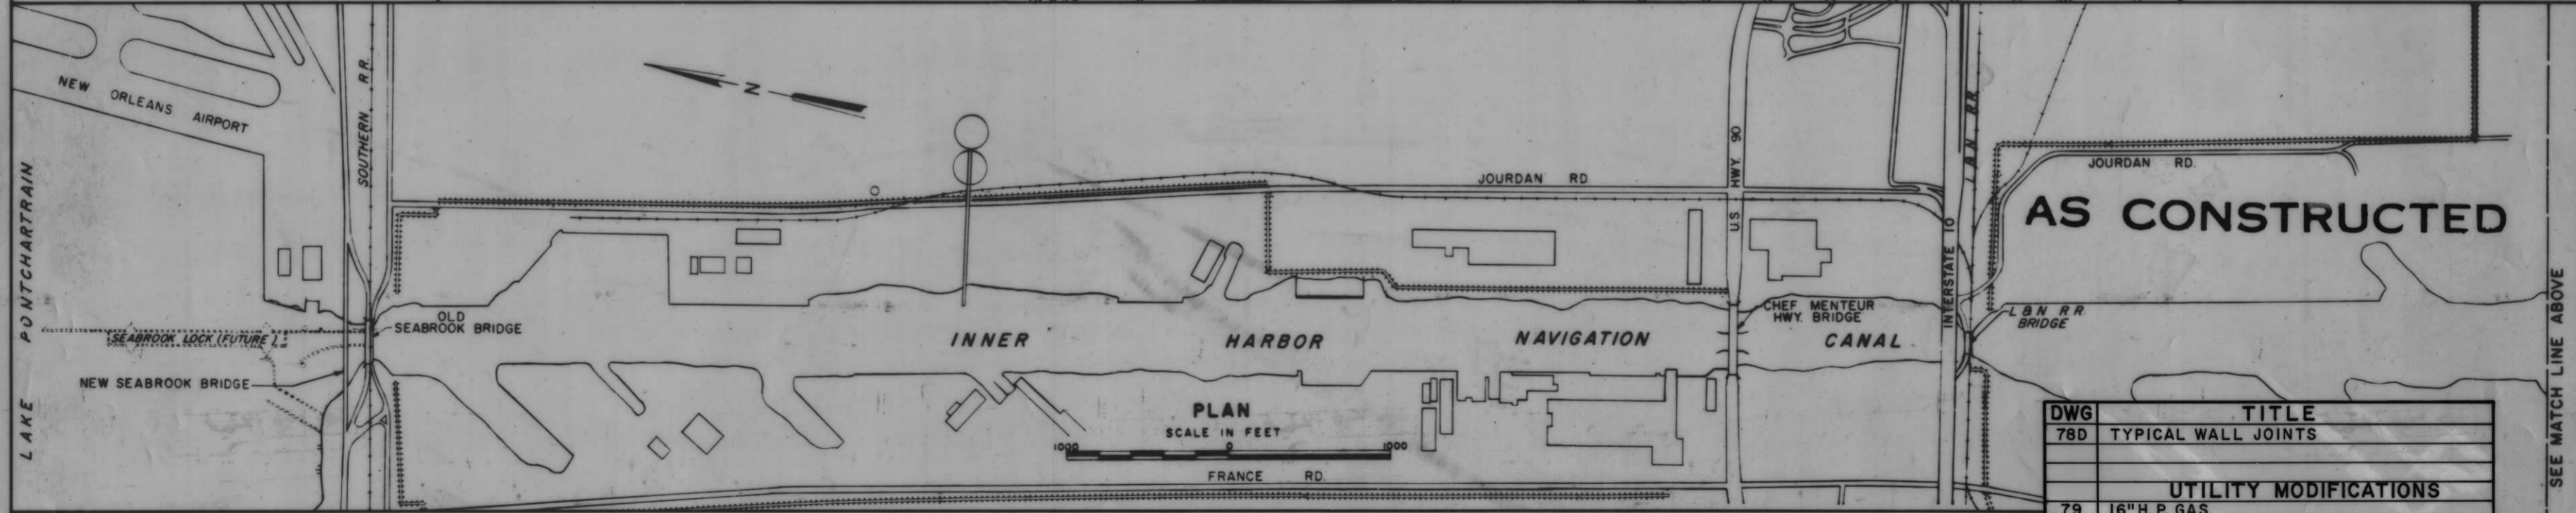 NEW ORLEANS AIRPORT
LAKE PONTCHARTRAIN
SOUTHERN RR.
N
JOURDAN RD.
U.S. HWY. 90
INTERSTATE 10
L&N RR.
JOURDAN RD.
AS CONSTRUCTED
OLD
SEABROOK BRIDGE
SEABROOK LOCK (FUTURE)
NEW SEABROOK BRIDGE
INNER HARBOR NAVIGATION CANAL
CHEF MENTEUR
HWY. BRIDGE
L&N RR
BRIDGE
PLAN
SCALE IN FEET
1000 0 1000
FRANCE RD.
DWG TITLE
78D TYPICAL WALL JOINTS
UTILITY MODIFICATIONS
79 16" H.P. GAS
SEE MATCH LINE ABOVE